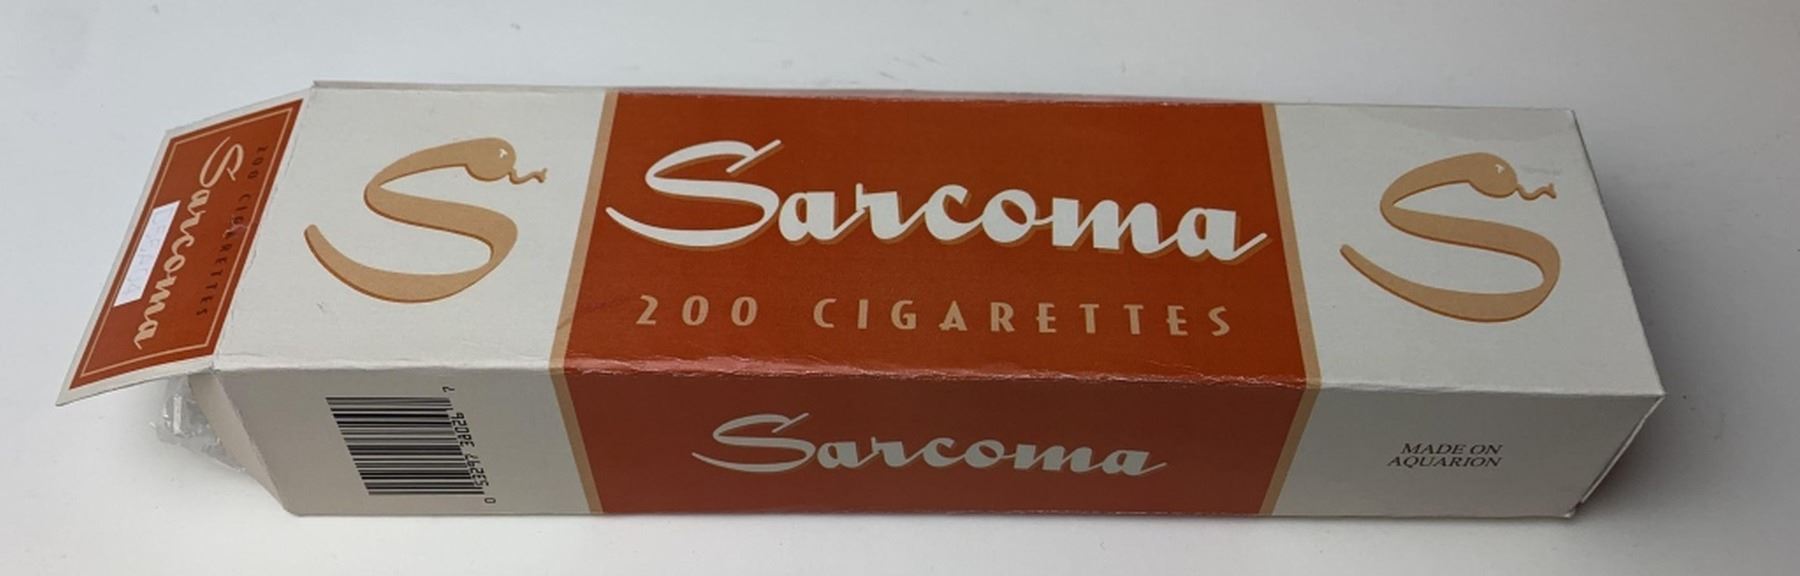 200 CIGARETTES
Sarcoma
S
Sarcoma
200 CIGARETTES
S
Sarcoma
MADE ON
AQUARION